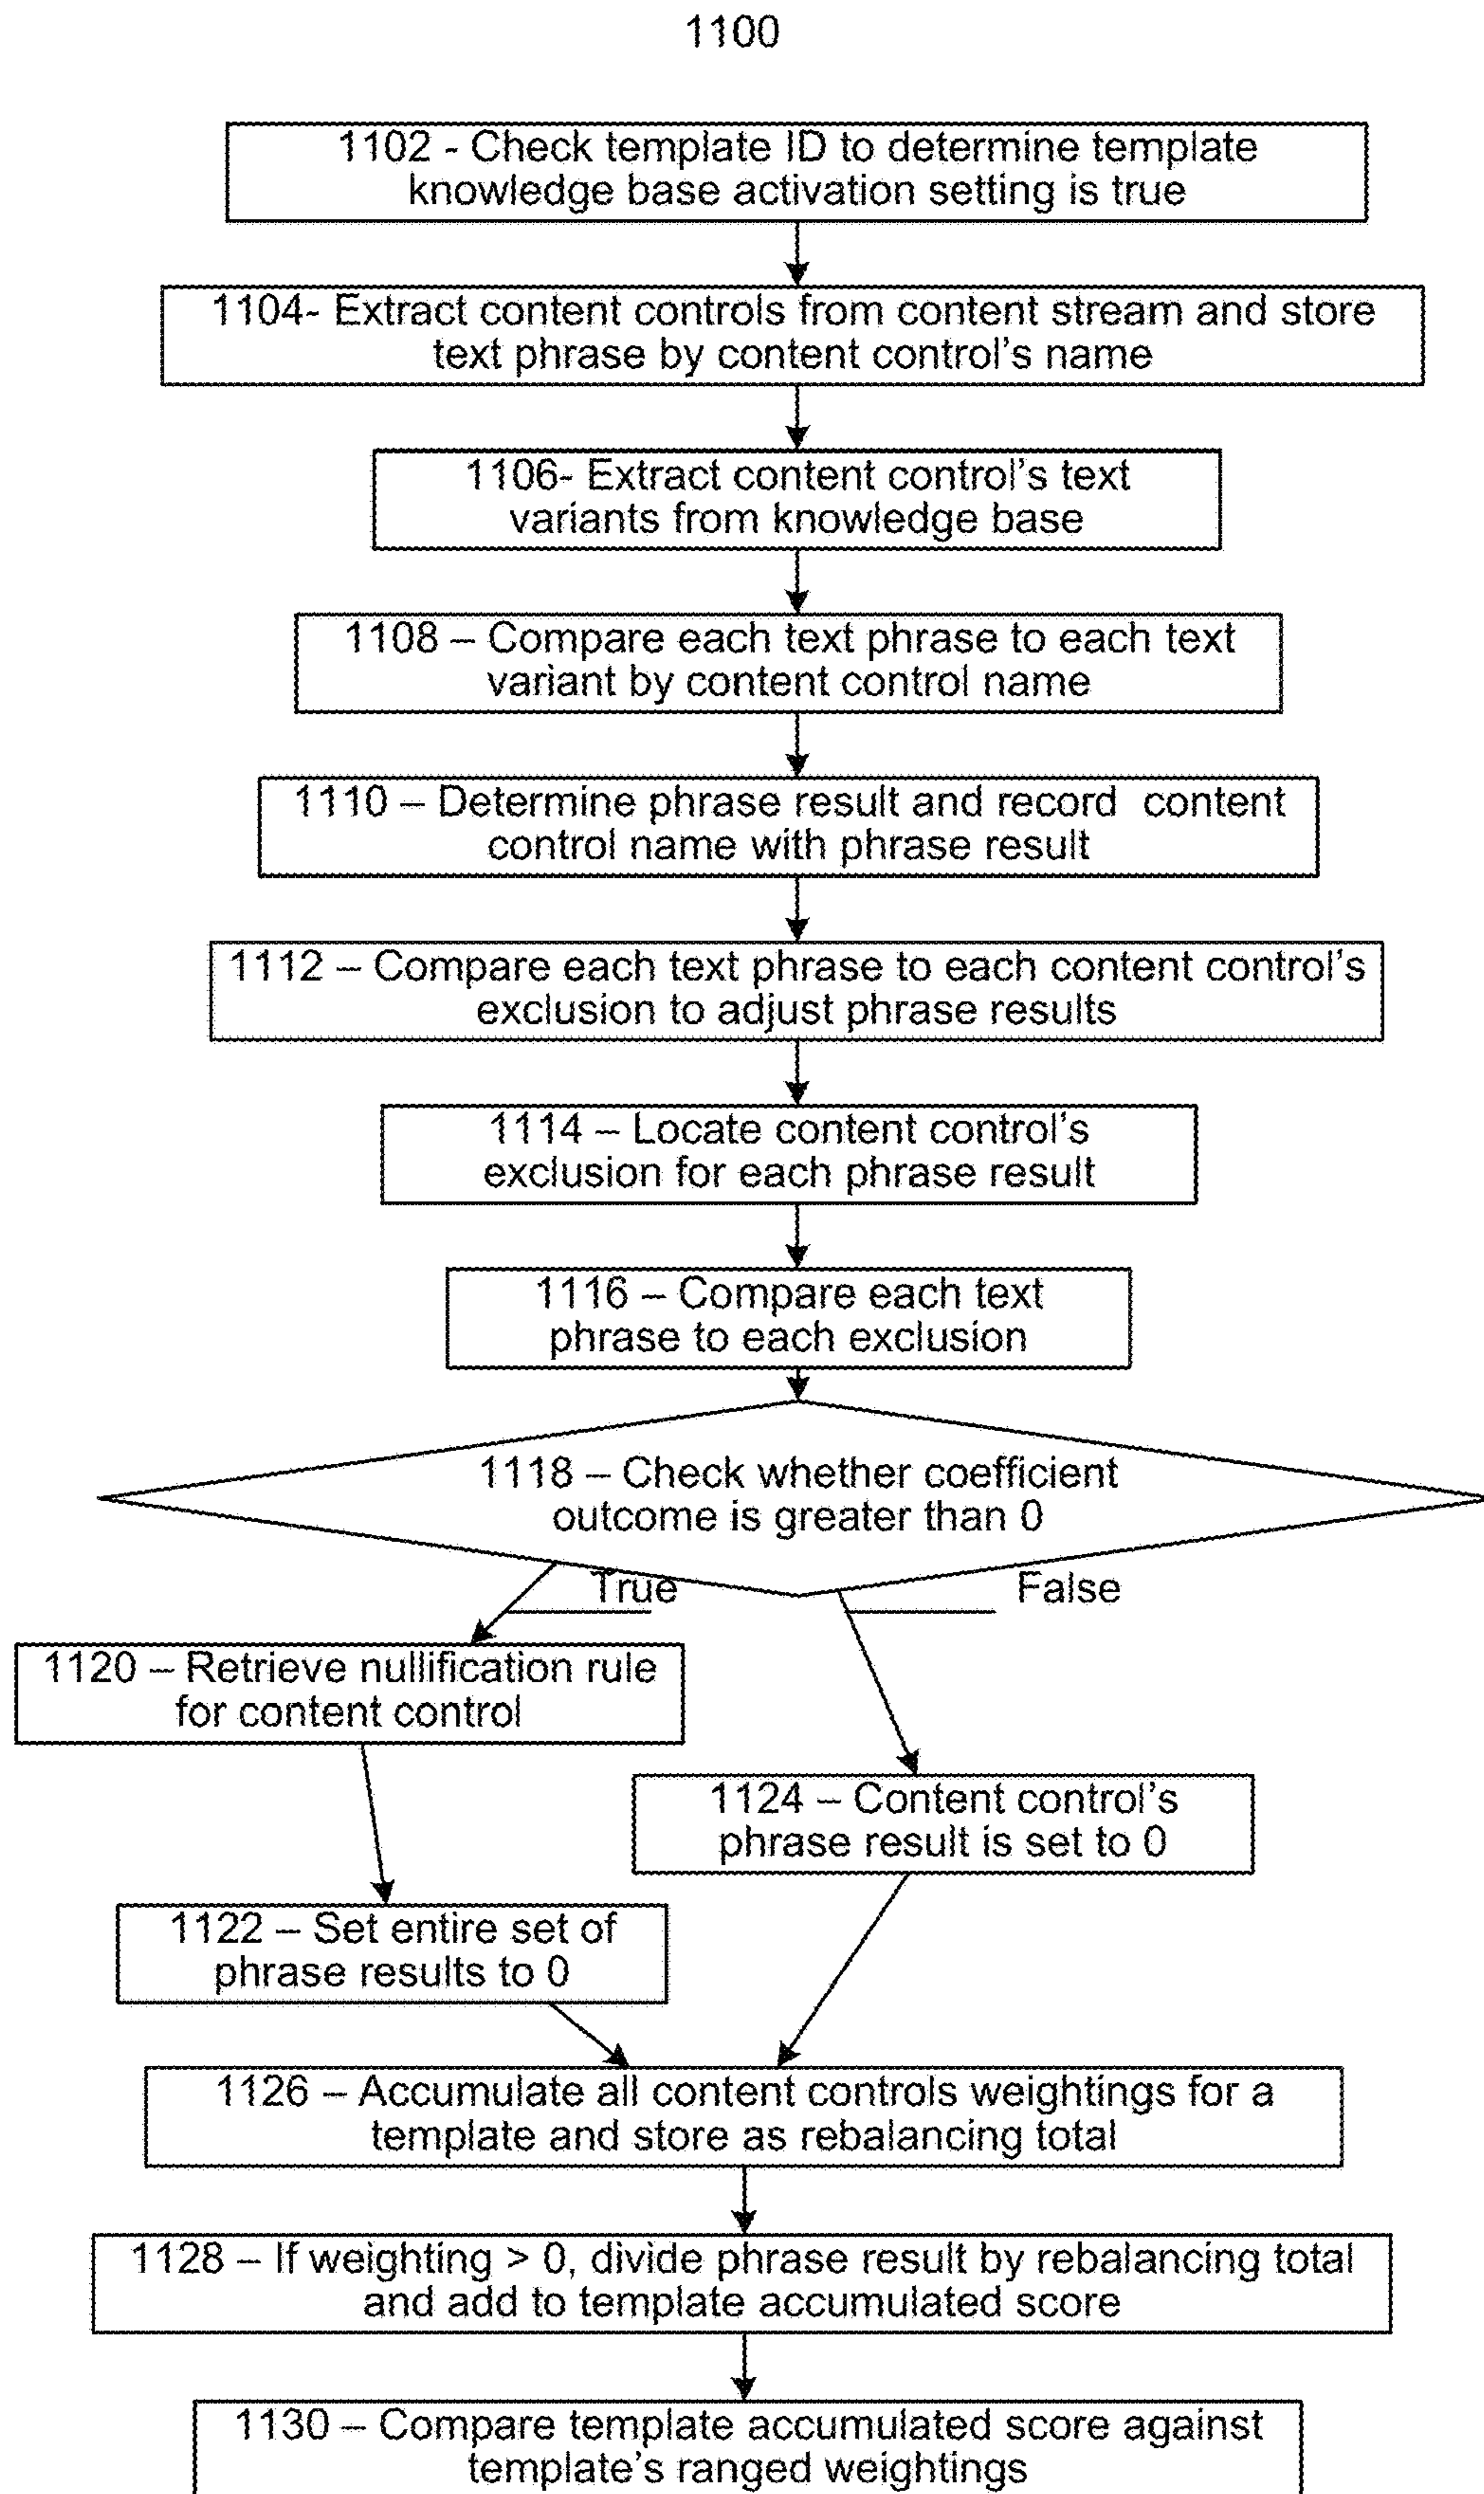 1100
1102 - Check template ID to determine template
knowledge base activation setting is true
1104- Extract content controls from content stream and store
text phrase by content control's name
1106- Extract content control's text
variants from knowledge base
1108 – Compare each text phrase to each text
variant by content control name
1110 – Determine phrase result and record content
control name with phrase result
1112 – Compare each text phrase to each content control's
exclusion to adjust phrase results
1114 – Locate content control's
exclusion for each phrase result
1116 – Compare each text
phrase to each exclusion
1118 – Check whether coefficient
outcome is greater than 0
True
False
1120 – Retrieve nullification rule
for content control
1124 – Content control's
phrase result is set to 0
1122 – Set entire set of
phrase results to 0
1126 – Accumulate all content controls weightings for a
template and store as rebalancing total
1128 – If weighting > 0, divide phrase result by rebalancing total
and add to template accumulated score
1130 – Compare template accumulated score against
template's ranged weightings